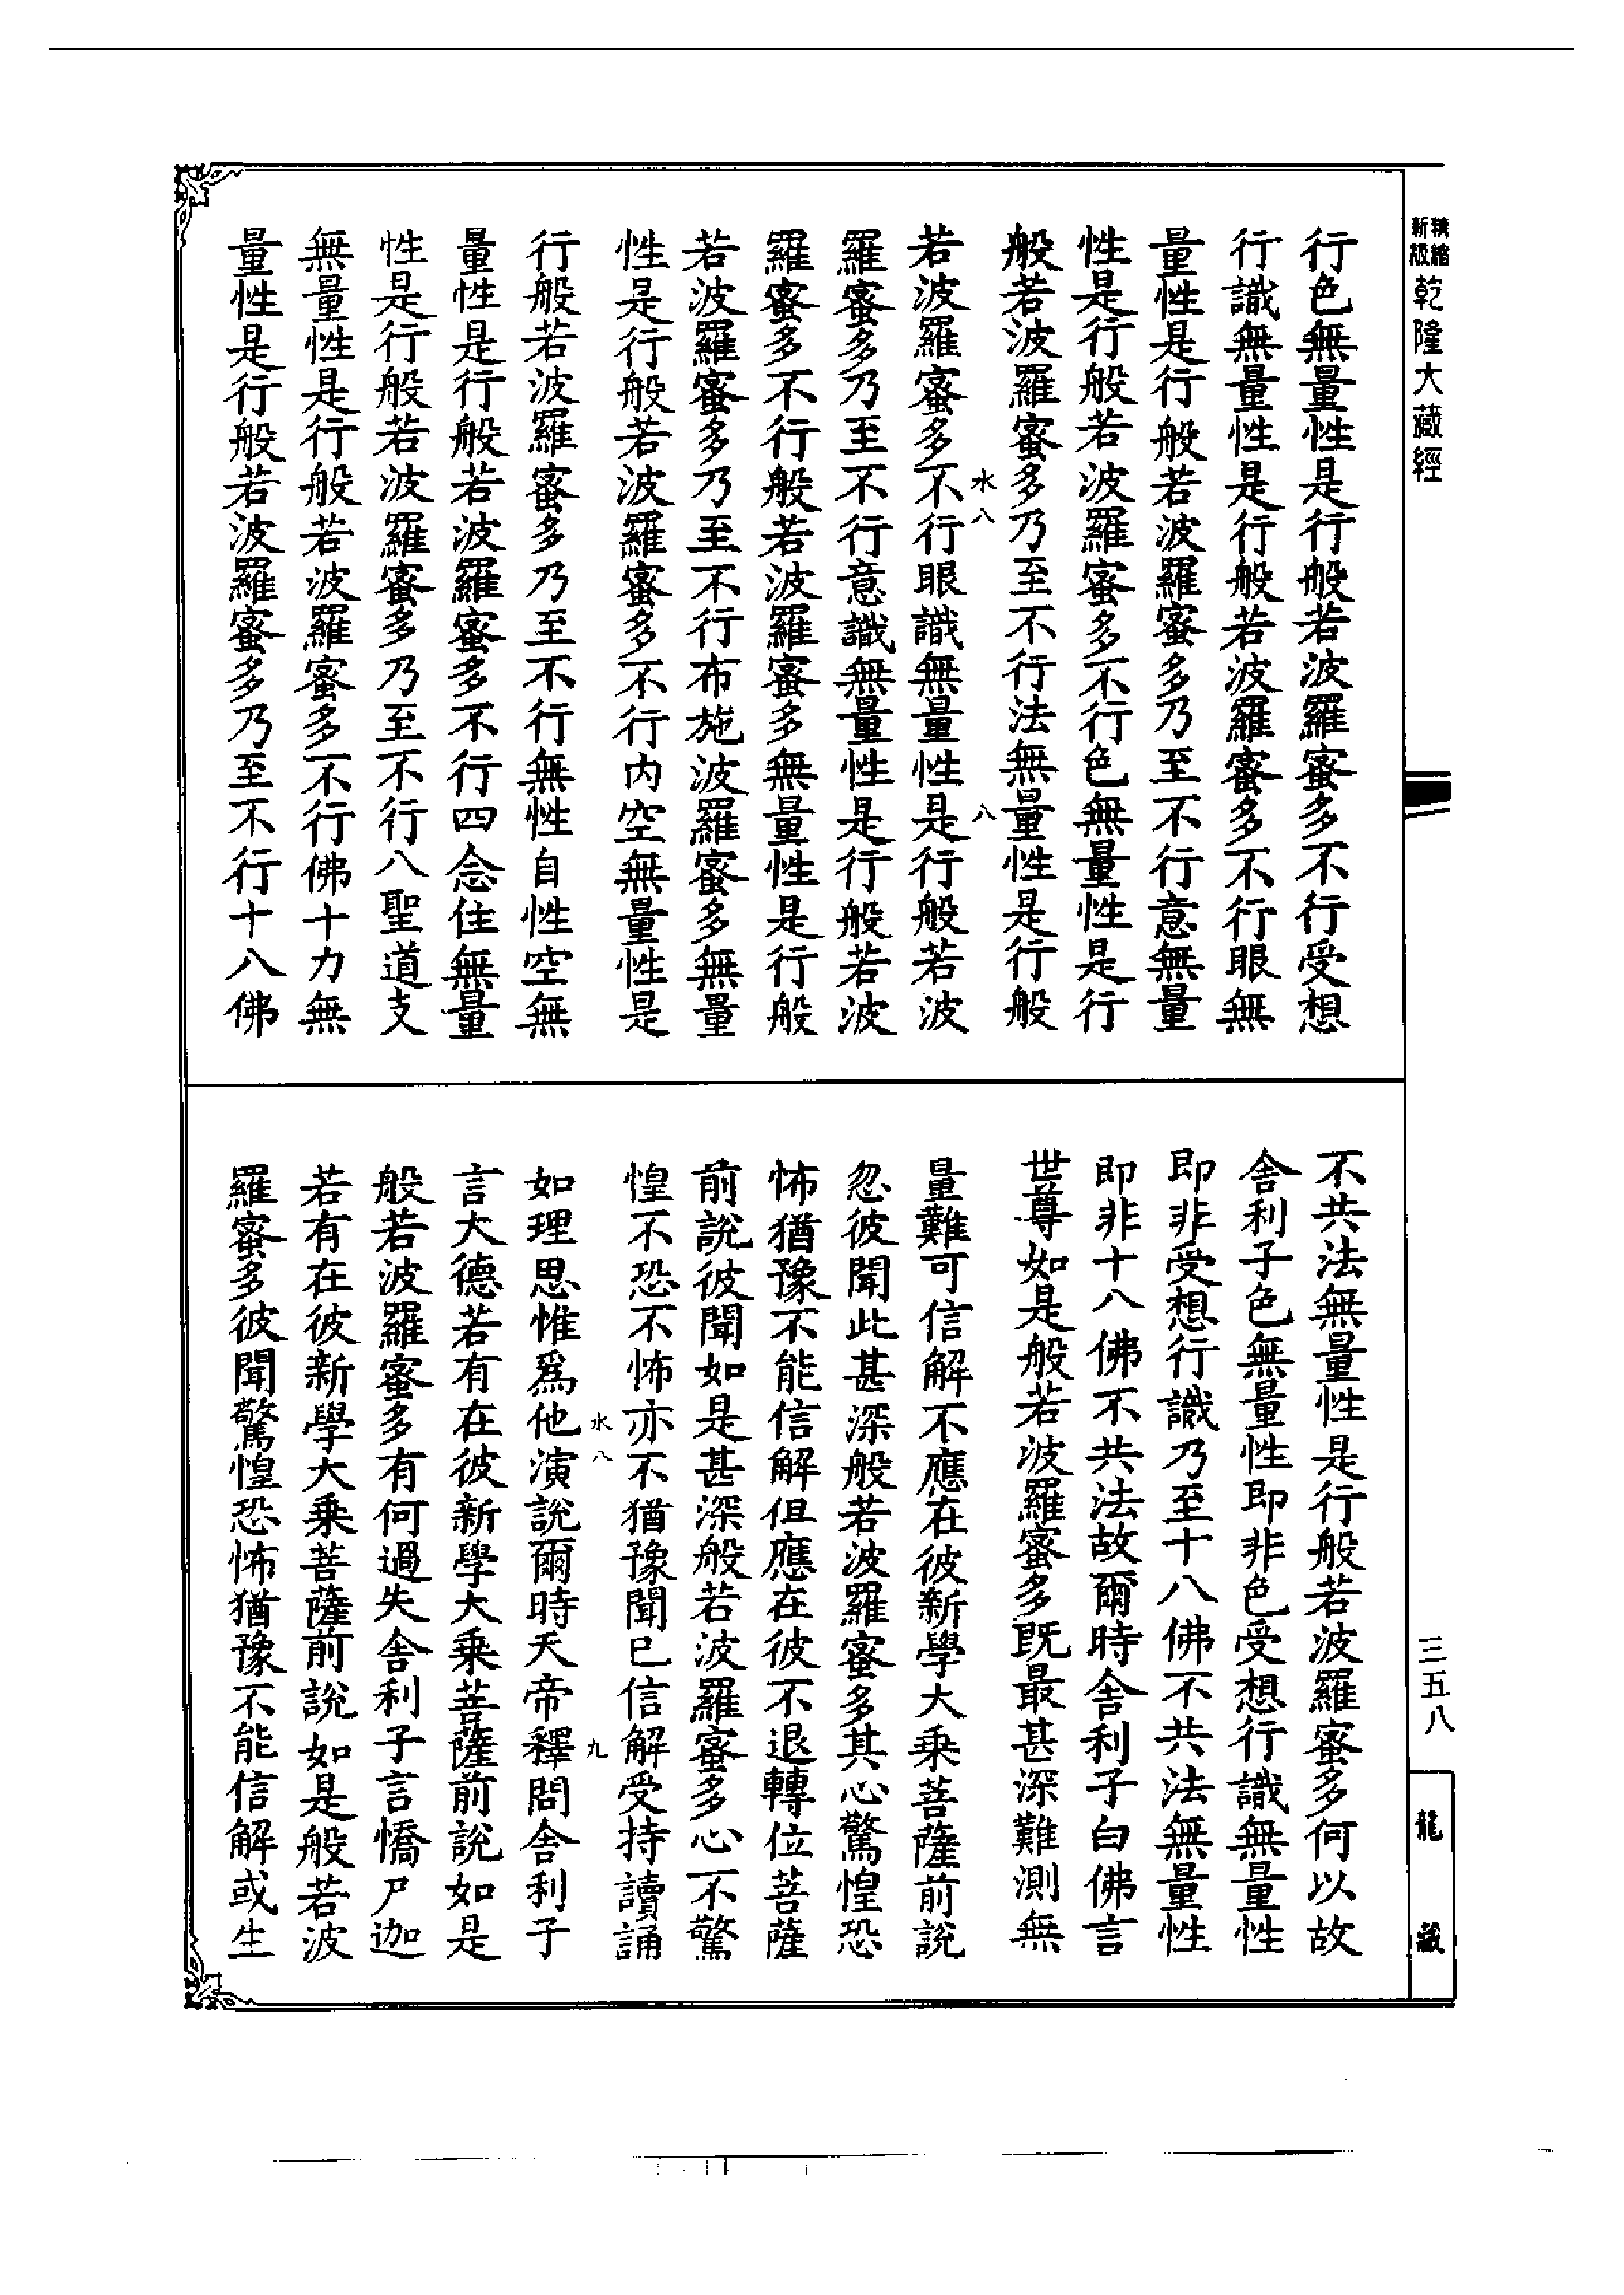 新緝
版縮
乾隆大藏經
行色無量性是行般若波羅蜜多不行受想
行識無量性是行般若波羅蜜多不行眼無
量性是行般若波羅蜜多乃至不行意無量
性是行般若波羅蜜多不行色無量性是行
般若波羅蜜多乃至不行法無量性是行般
水八
八
若波羅蜜多不行眼識無量性是行般若波
羅蜜多乃至不行意識無量性是行般若波
羅蜜多不行般若波羅蜜多無量性是行般
若波羅蜜多乃至不行布施波羅蜜多無量
性是行般若波羅蜜多不行內空無量性是
行般若波羅蜜多乃至不行無性自性空無
量性是行般若波羅蜜多不行四念住無量
性是行般若波羅蜜多乃至不行八聖道支
無量性是行般若波羅蜜多不行佛十力無
量性是行般若波羅蜜多乃至不行十八佛
不共法無量性是行般若波羅蜜多何以故
舍利子色無量性即非色受想行識無量性
即非受想行識乃至十八佛不共法無量性
即非十八佛不共法故爾時舍利子白佛言
世尊如是般若波羅蜜多既最甚深難測無
量難可信解不應在彼新學大乘菩薩前說
忽彼聞此甚深般若波羅蜜多其心驚惶恐
怖猶豫不能信解但應在彼不退轉位菩薩
前說彼聞如是甚深般若波羅蜜多心不驚
惶不恐不怖亦不猶豫聞已信解受持讀誦
水八
九
如理思惟爲他演說爾時天帝釋問舍利子
言大德若有在彼新學大乘菩薩前說如是
般若波羅蜜多有何過失舍利子言憍尸迦
若有在彼新學大乘菩薩前說如是般若波
羅蜜多彼聞驚惶恐怖猶豫不能信解或生
三五八
龍藏